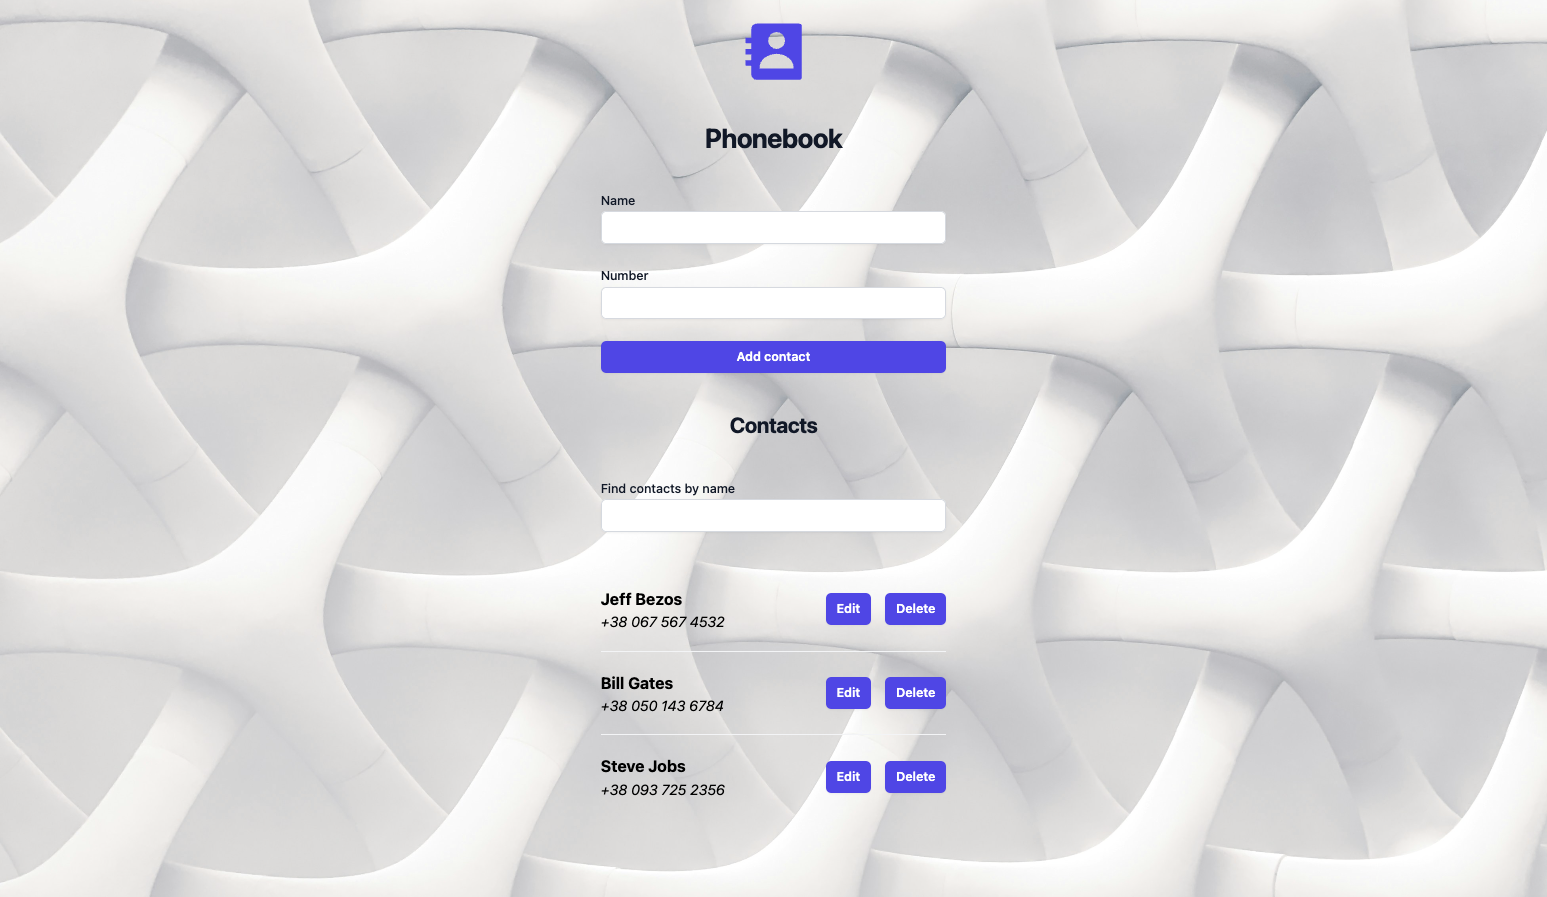 Phonebook
Name
Number
Add contact
Contacts
Find contacts by name
Jeff Bezos
+38 067 567 4532
Edit
Delete
Bill Gates
+38 050 143 6784
Edit
Delete
Steve Jobs
+38 093 725 2356
Edit
Delete